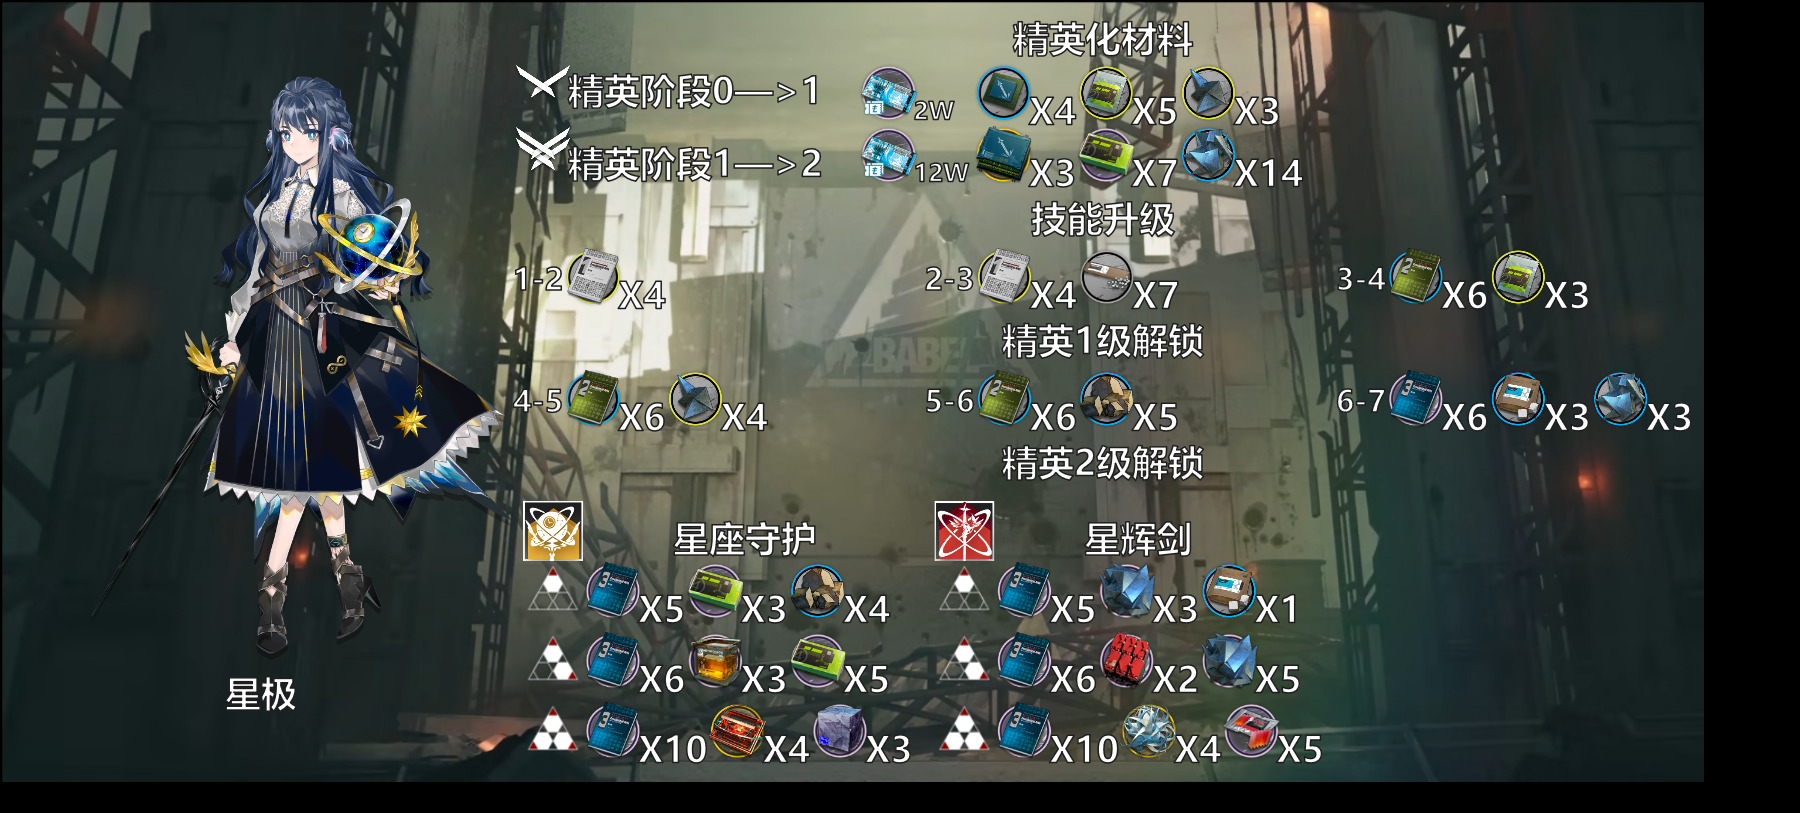 精英化材料
精英阶段0—>1 2W X4 X5 X3
精英阶段1—>2 12W X3 X7 X14
技能升级
1-2 X4 2-3 X4 X7 3-4 X6 X3
BABEL
精英1级解锁
4-5 X6 X4 5-6 X6 X5 6-7 X6 X3 X3
精英2级解锁
星座守护 星辉剑
X5 X3 X4 X5 X3 X1
X6 X3 X5 X6 X2 X5
X10 X4 X3 X10 X4 X5
星极